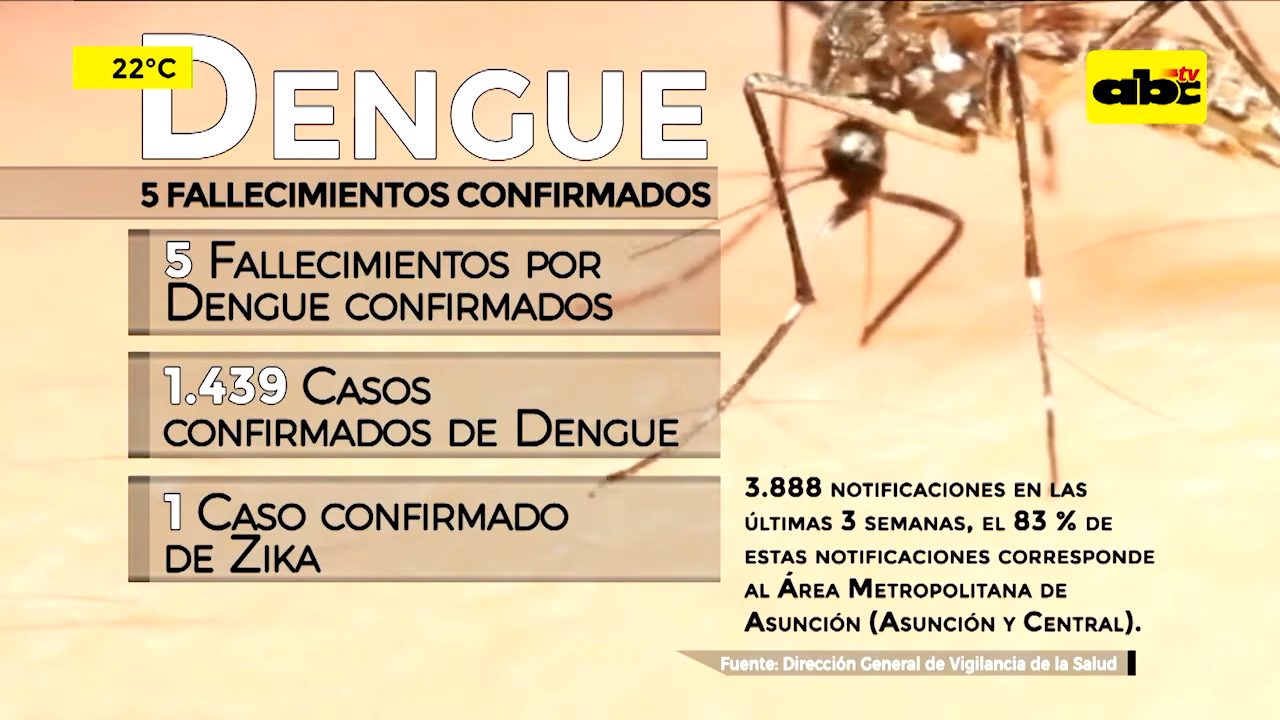 22°C
abc tv
DENGUE
5 FALLECIMIENTOS CONFIRMADOS
5 FALLECIMIENTOS POR
DENGUE CONFIRMADOS
1.439 CASOS
CONFIRMADOS DE DENGUE
1 CASO CONFIRMADO
DE ZIKA
3.888 NOTIFICACIONES EN LAS
ÚLTIMAS 3 SEMANAS, EL 83 % DE
ESTAS NOTIFICACIONES CORRESPONDE
AL ÁREA METROPOLITANA DE
ASUNCIÓN (ASUNCIÓN Y CENTRAL).
Fuente: Dirección General de Vigilancia de la Salud